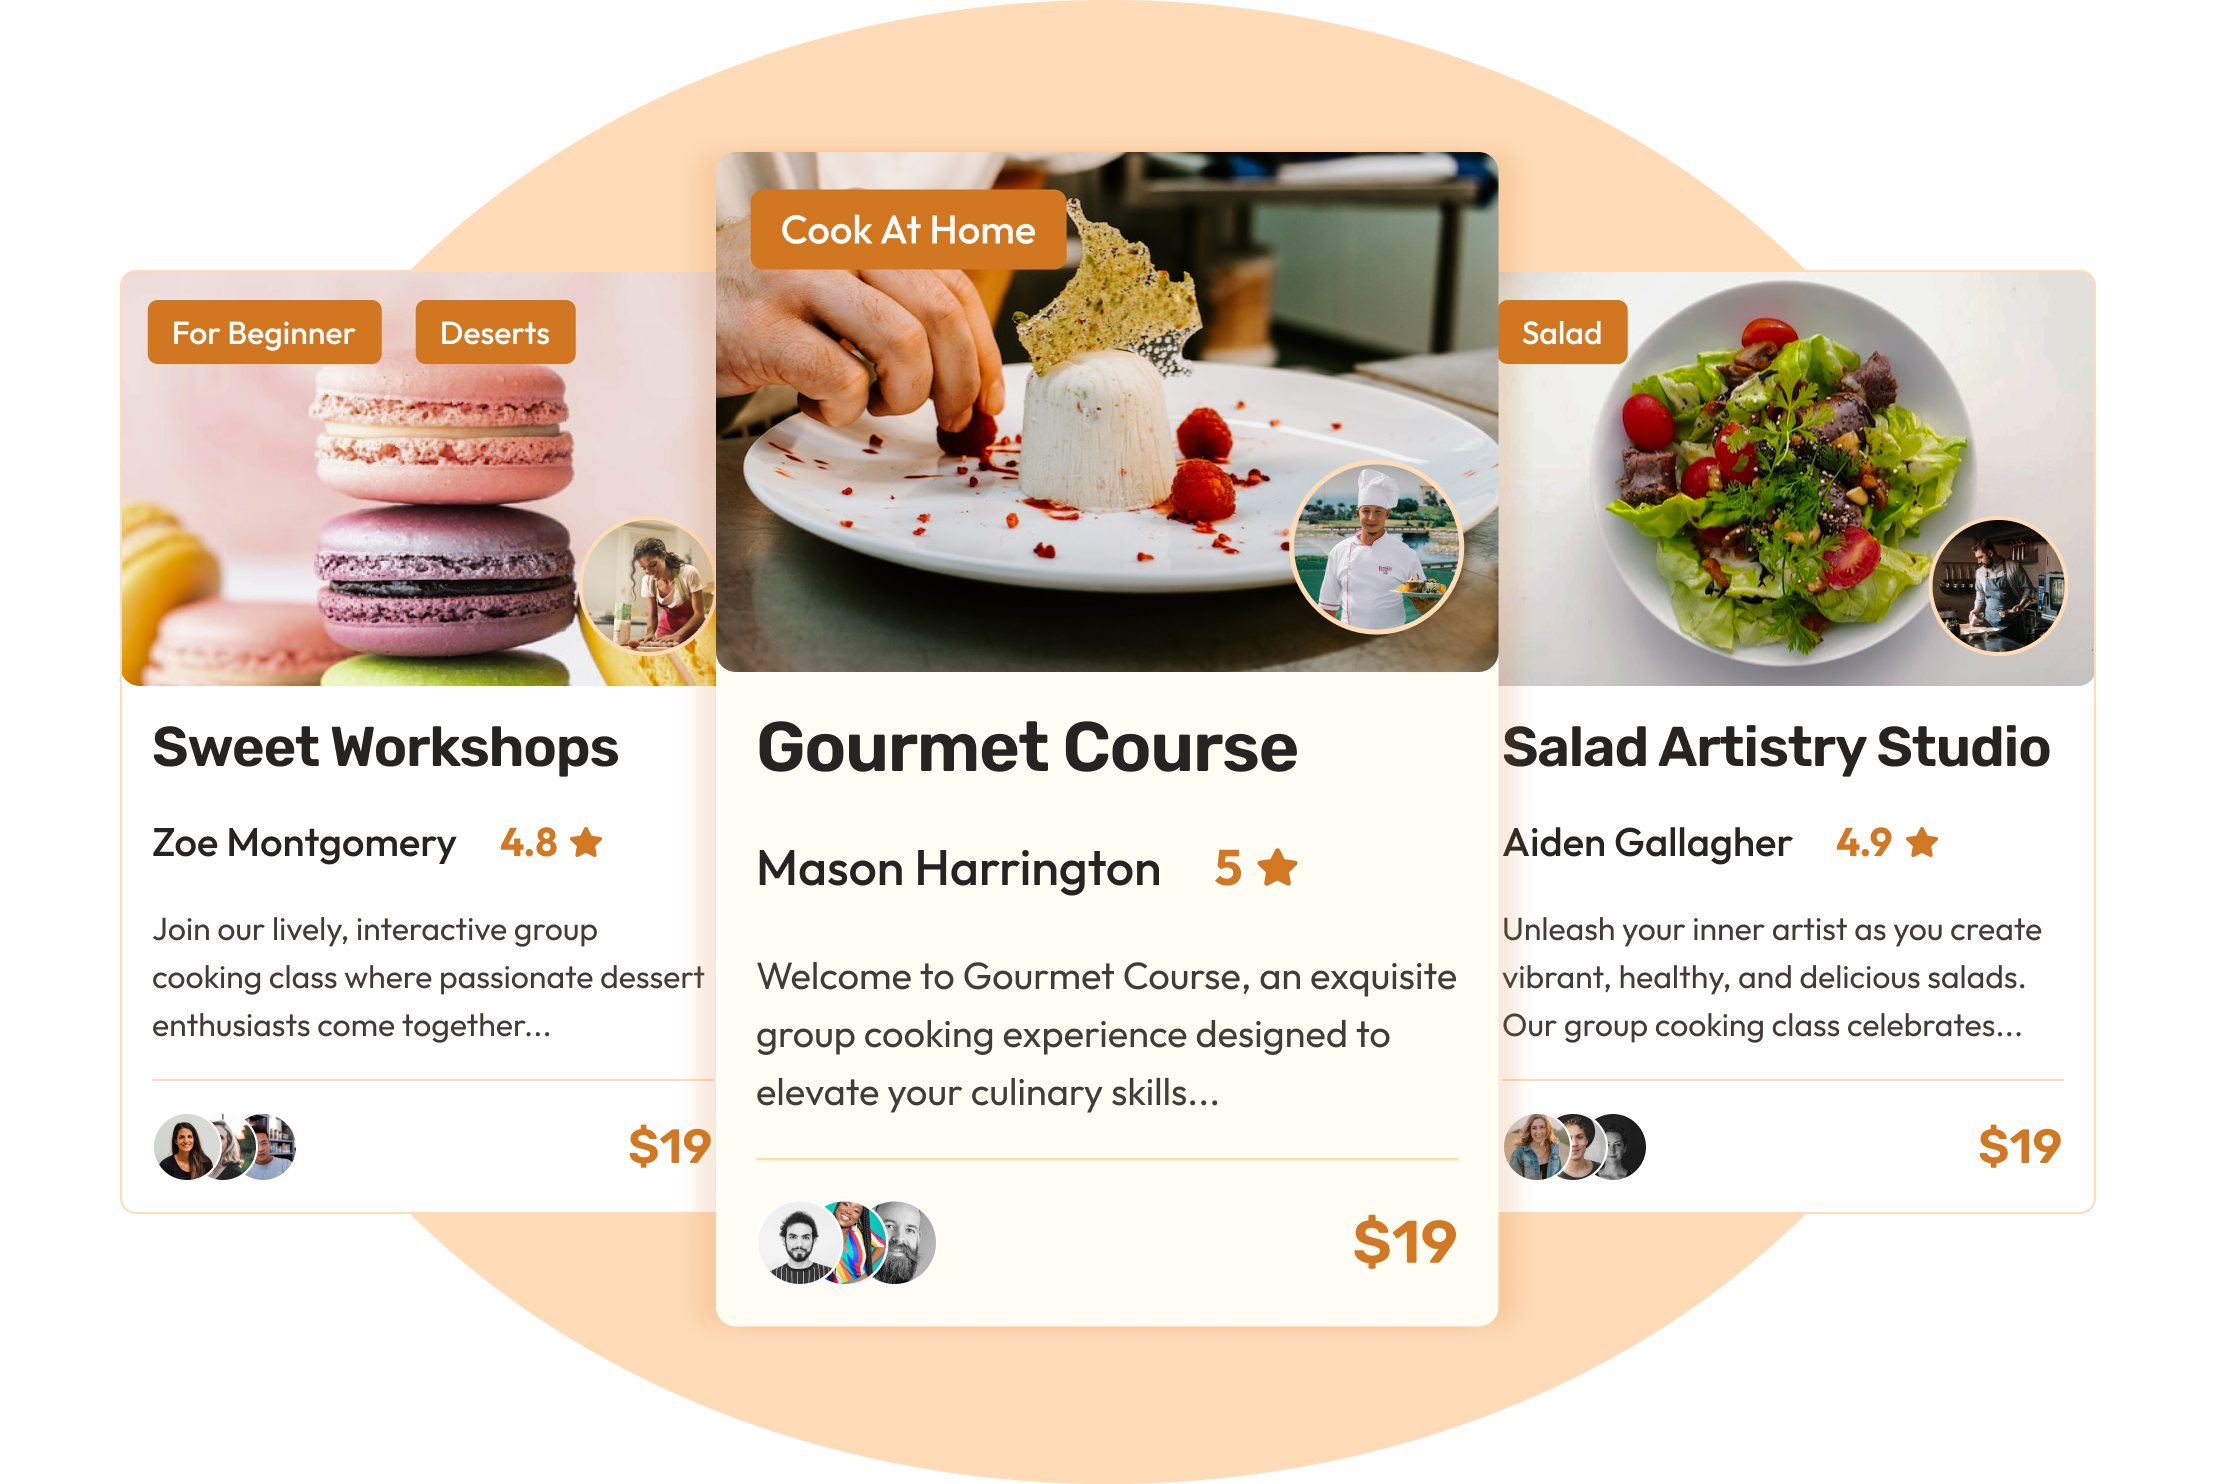 For Beginner
Deserts
Sweet Workshops
Zoe Montgomery 4.8
Join our lively, interactive group
cooking class where passionate dessert
enthusiasts come together...
$19
Cook At Home
Gourmet Course
Mason Harrington 5
Welcome to Gourmet Course, an exquisite
group cooking experience designed to
elevate your culinary skills...
$19
Salad
Salad Artistry Studio
Aiden Gallagher 4.9
Unleash your inner artist as you create
vibrant, healthy, and delicious salads.
Our group cooking class celebrates...
$19